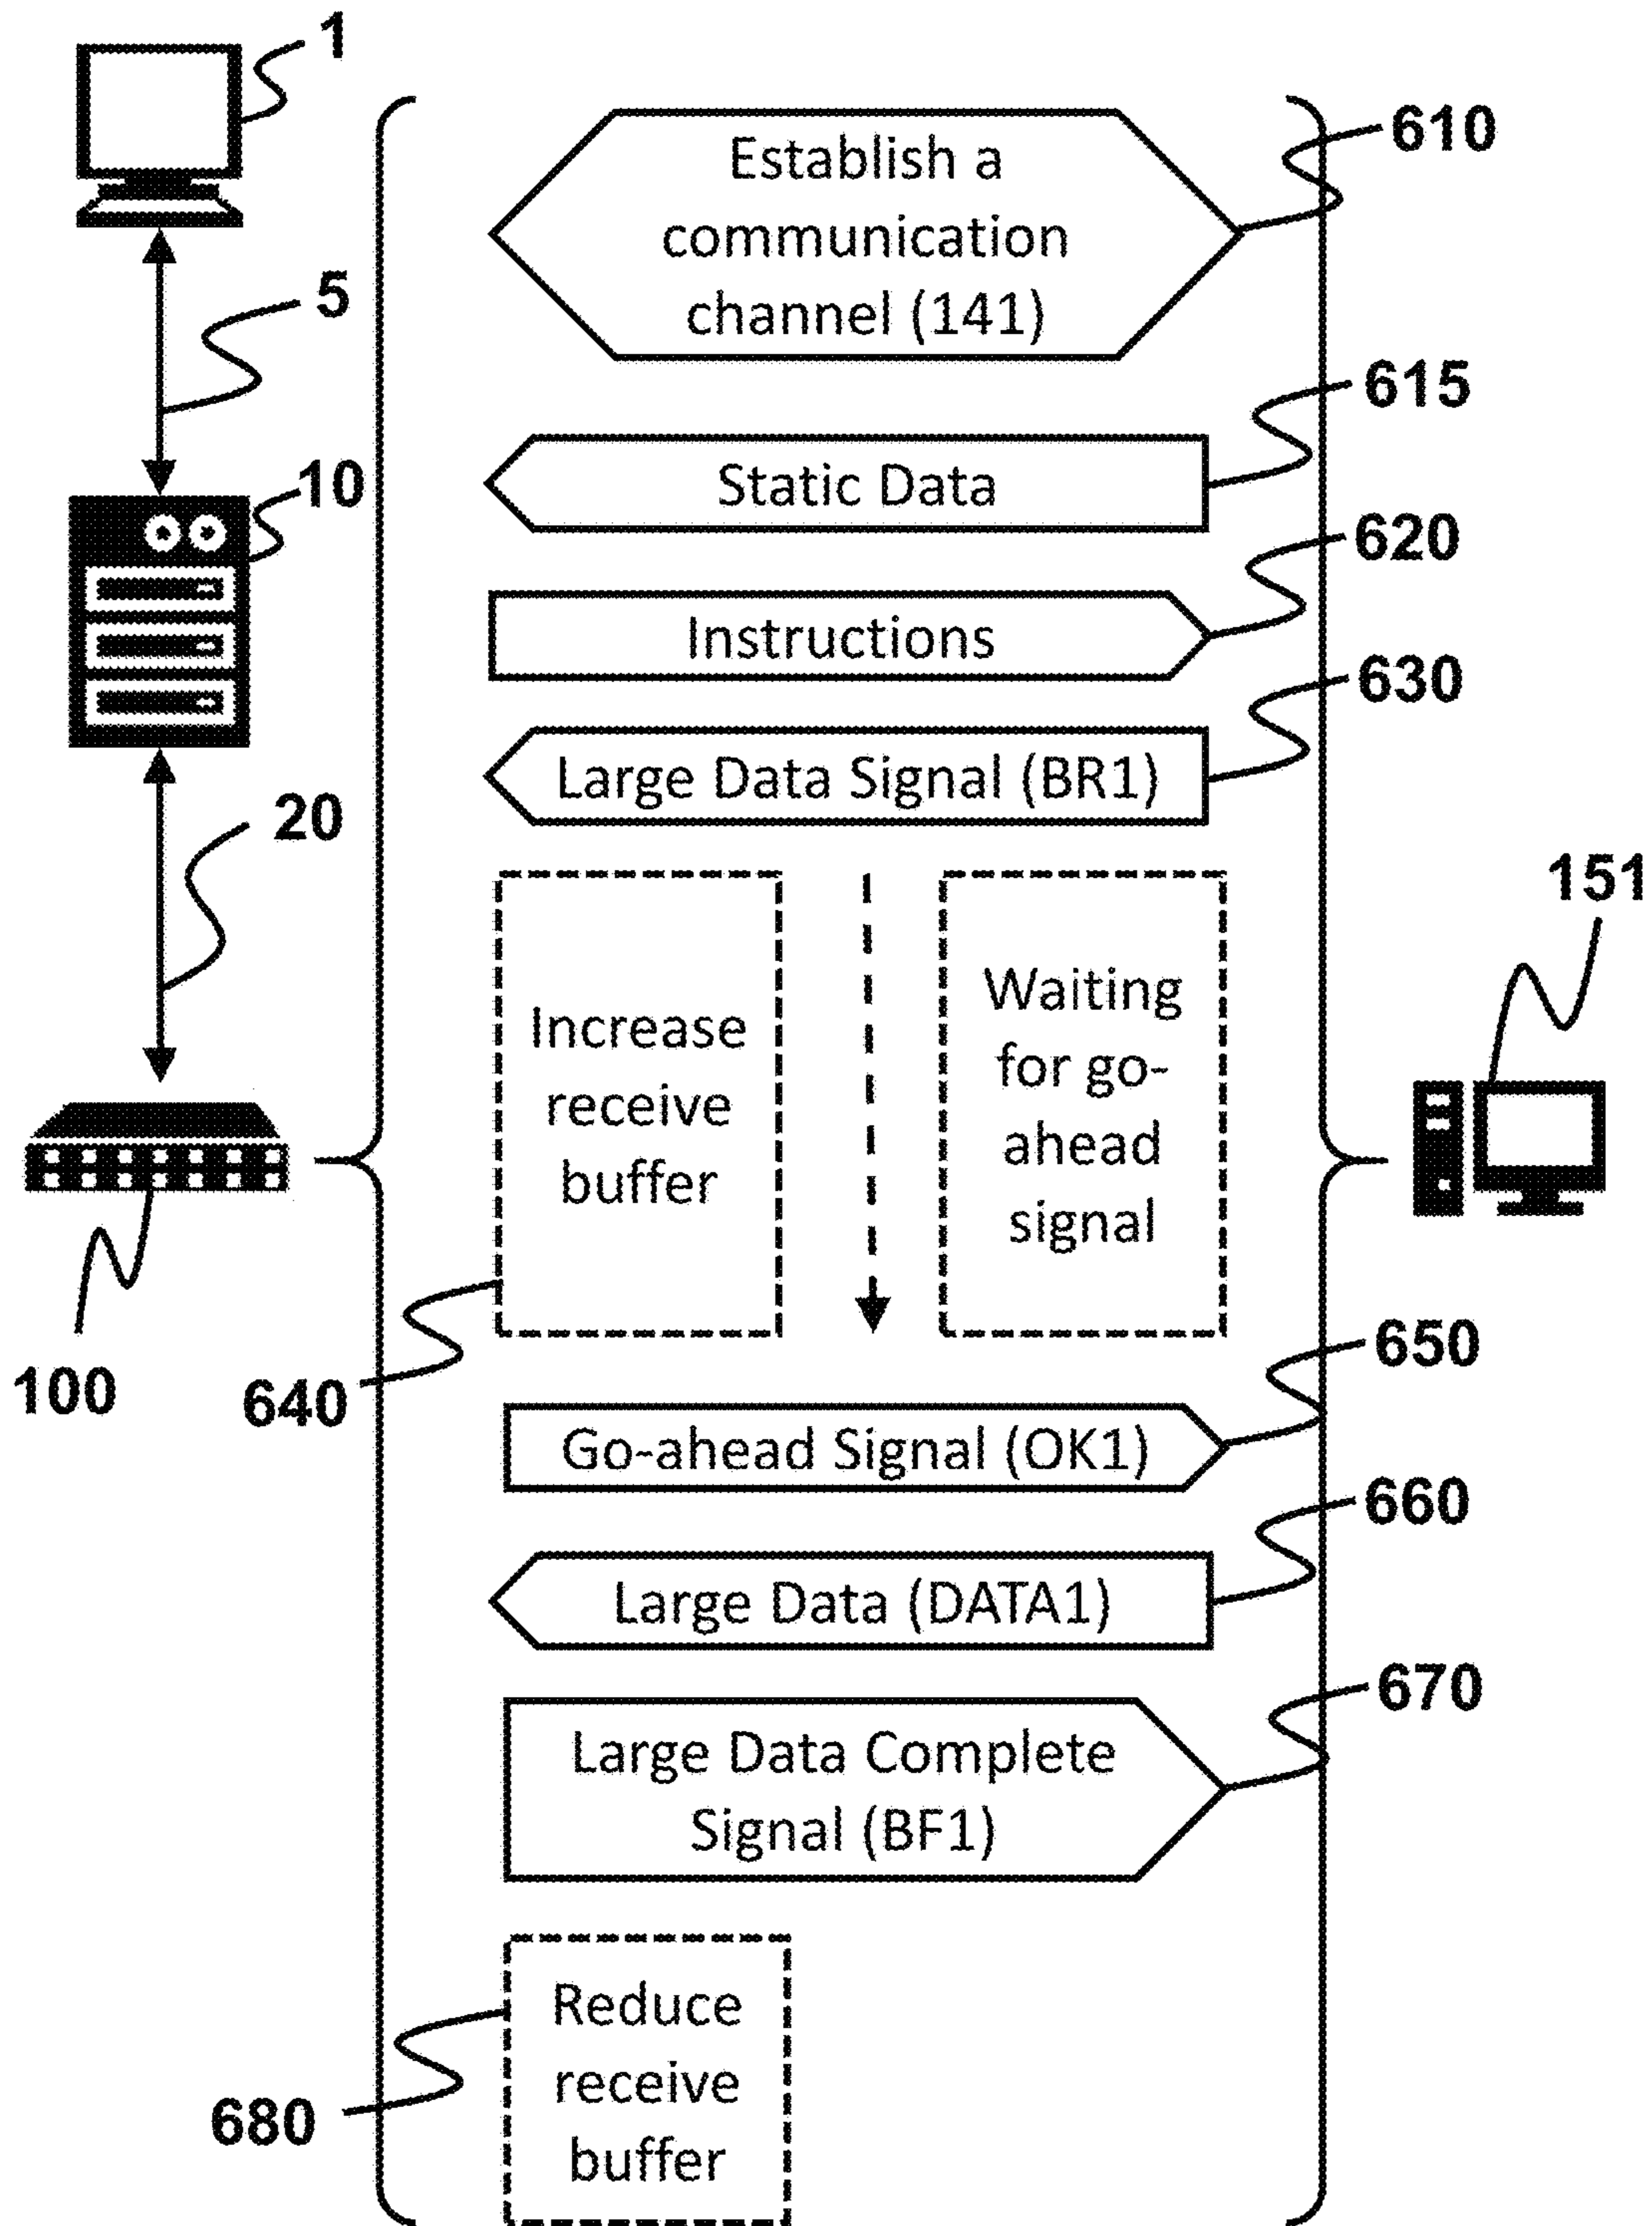 1
610
Establish a
communication
channel (141)
5
615
Static Data
10
620
Instructions
630
Large Data Signal (BR1)
20
151
Increase
receive
buffer
Waiting
for go-
ahead
signal
100
640
650
Go-ahead Signal (OK1)
660
Large Data (DATA1)
670
Large Data Complete
Signal (BF1)
680
Reduce
receive
buffer